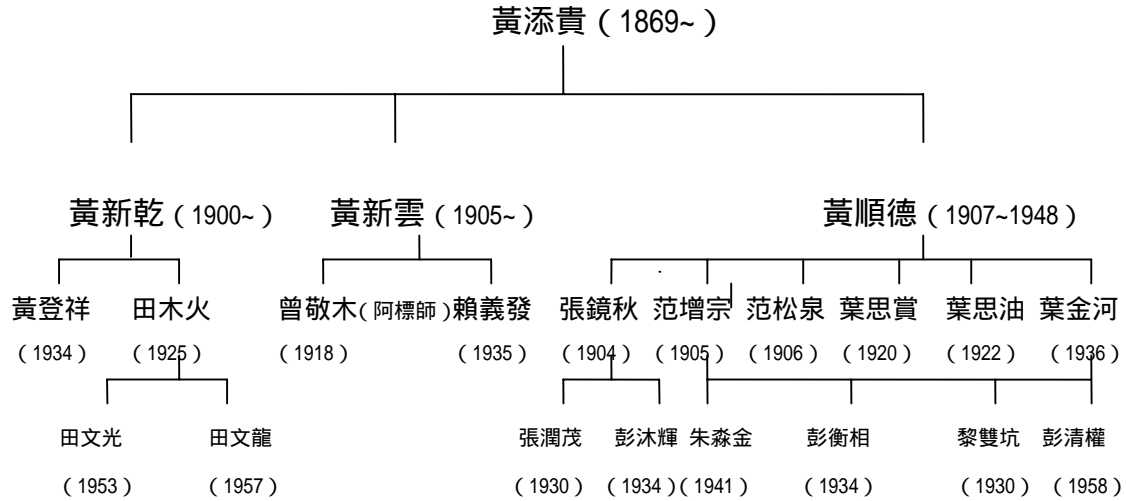 黃添貴（1869~）
黃新乾（1900~） 黃新雲（1905~） 黃順德（1907~1948）
黃登祥 田木火 曾敬木（阿標師）賴義發 張鏡秋 范增宗 范松泉 葉思賞 葉思油 葉金河
（1934） （1925） （1918） （1935） （1904） （1905） （1906） （1920） （1922） （1936）
田文光 田文龍 張潤茂 彭沐輝 朱淼金 彭衡相 黎雙坑 彭清權
（1953） （1957） （1930） （1934）（1941） （1934） （1930） （1958）